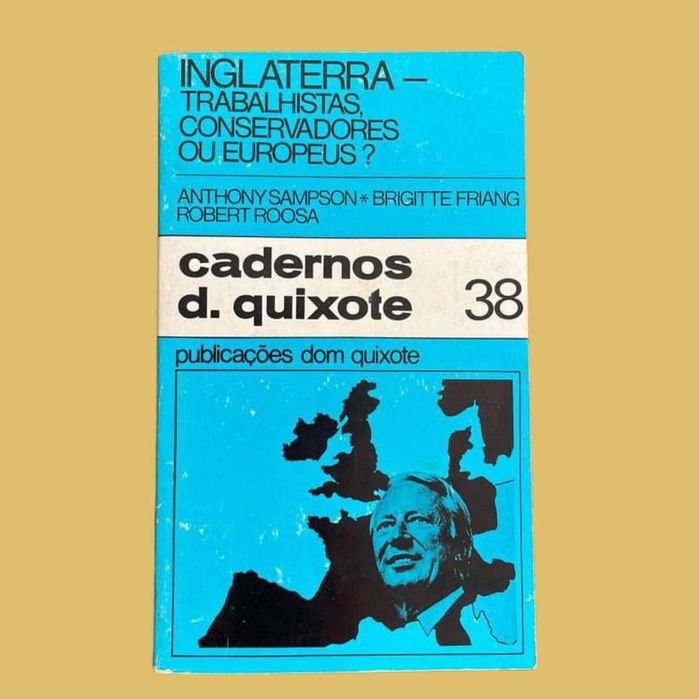 INGLATERRA –
TRABALHISTAS,
CONSERVADORES
OU EUROPEUS ?
ANTHONY SAMPSON * BRIGITTE FRIANG
ROBERT ROOSA
cadernos
d. quixote 38
publicações dom quixote